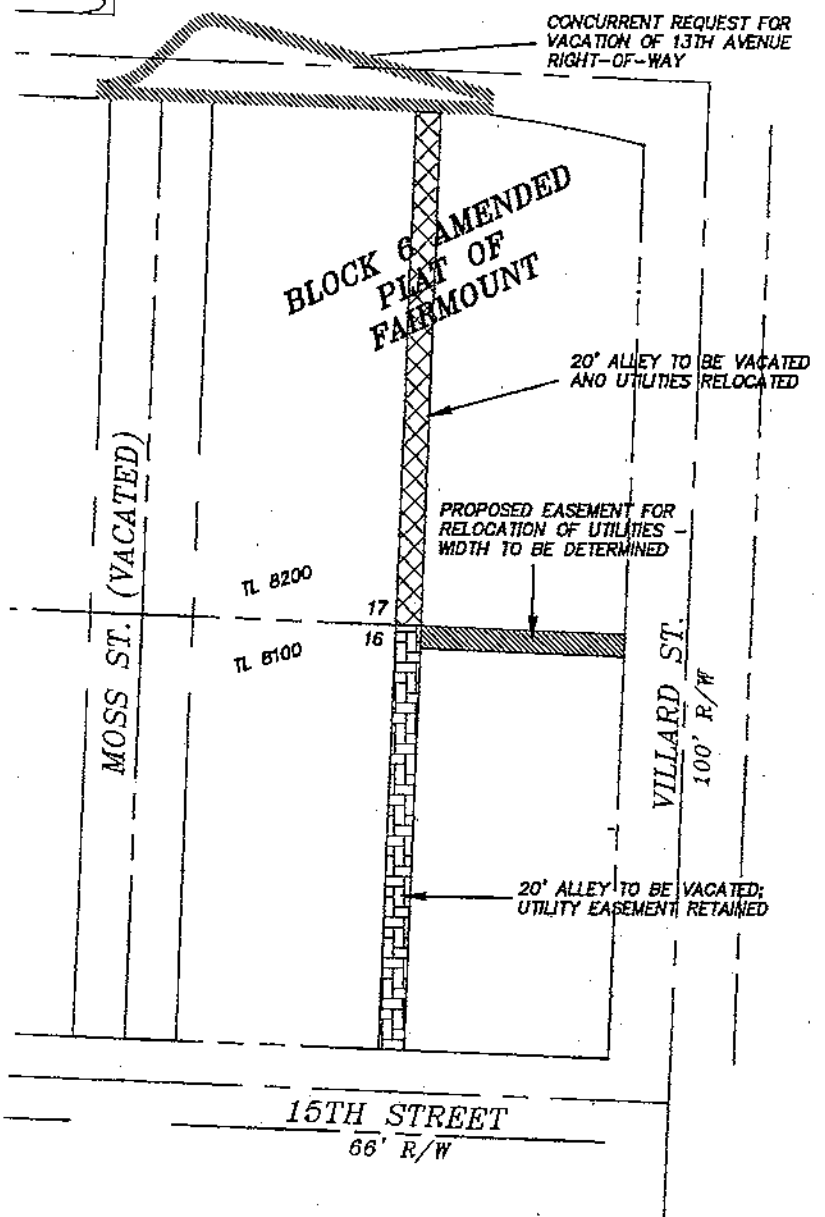 CONCURRENT REQUEST FOR
VACATION OF 13TH AVENUE
RIGHT-OF-WAY
BLOCK 6 AMENDED
PLAT OF
FAIRMOUNT
20' ALLEY TO BE VACATED
AND UTILITIES RELOCATED
MOSS ST. (VACATED)
PROPOSED EASEMENT FOR
RELOCATION OF UTILITIES -
WIDTH TO BE DETERMINED
TL 8200
17
16
TL 8100
VILLARD ST.
100' R/W
20' ALLEY TO BE VACATED;
UTILITY EASEMENT RETAINED
15TH STREET
66' R/W